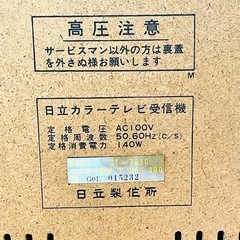 高圧注意
サービスマン以外の方は裏蓋
を外さぬ様お願いします
M
日立カラーテレビ受信機
定格電圧 AC100V
定格周波数 50.60Hz(C/S)
定格消費電力 140W
G01 015232
日立製作所